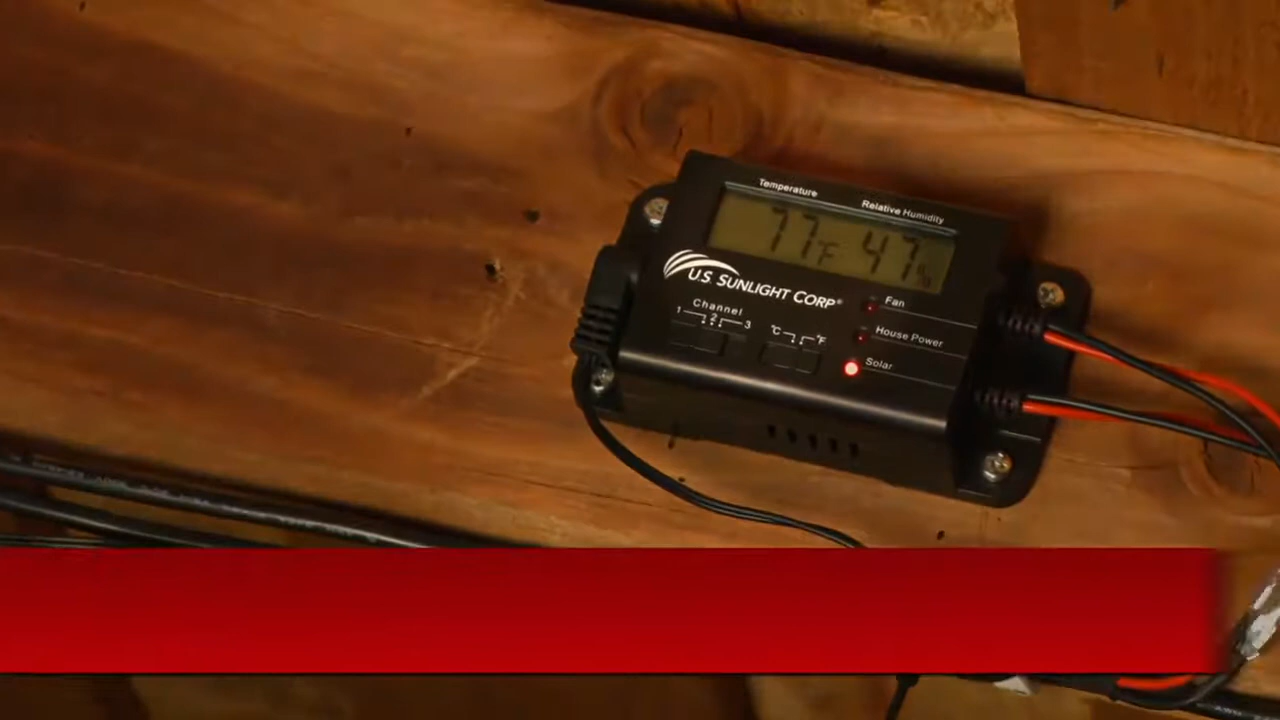 Temperature
Relative Humidity
77°F 47%
U.S. SUNLIGHT CORP®
Channel
1 2 3
°C °F
Fan
House Power
Solar